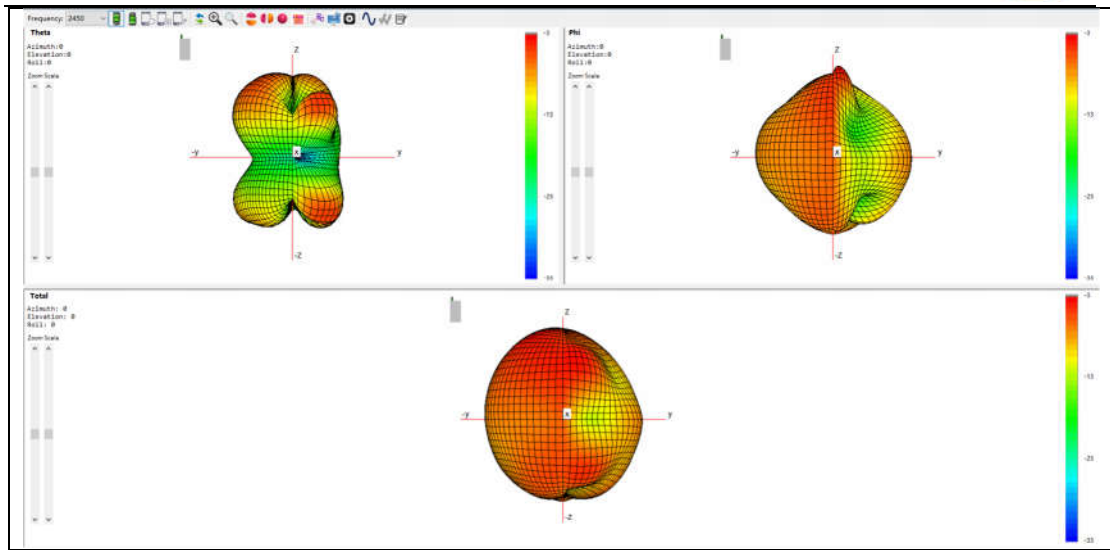 Frequency: 2450
Theta
Azimuth:0
Elevation:0
Roll:0
Zoom Scale
Z
-y
x
y
-Z
-3
-13
-23
-33
Phi
Azimuth:0
Elevation:0
Roll:0
Zoom Scale
Z
-y
x
y
-Z
-3
-13
-23
-33
Total
Azimuth: 0
Elevation: 0
Roll: 0
Zoom Scale
Z
-y
x
y
-Z
-3
-13
-23
-33